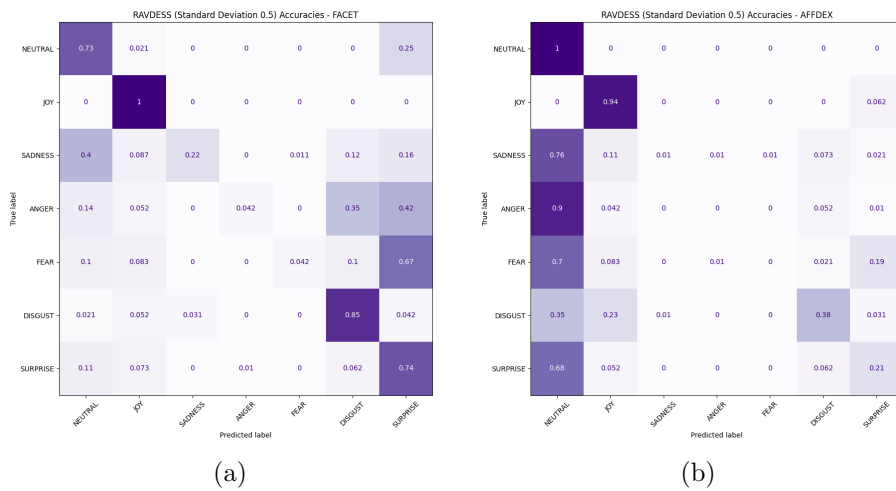 RAVDESS (Standard Deviation 0.5) Accuracies - FACET
NEUTRAL 0.73 0.021 0 0 0 0 0.25
JOY 0 1 0 0 0 0 0
SADNESS 0.4 0.087 0.22 0 0.011 0.12 0.16
ANGER 0.14 0.052 0 0.042 0 0.35 0.42
FEAR 0.1 0.083 0 0 0.042 0.1 0.67
DISGUST 0.021 0.052 0.031 0 0 0.85 0.042
SURPRISE 0.11 0.073 0 0.01 0 0.062 0.74
True label
NEUTRAL JOY SADNESS ANGER FEAR DISGUST SURPRISE
Predicted label
(a)
RAVDESS (Standard Deviation 0.5) Accuracies - AFFDEX
NEUTRAL 1 0 0 0 0 0 0
JOY 0 0.94 0 0 0 0 0.062
SADNESS 0.76 0.11 0.01 0.01 0.01 0.073 0.021
ANGER 0.9 0.042 0 0 0 0.052 0.01
FEAR 0.7 0.083 0 0.01 0 0.021 0.19
DISGUST 0.35 0.23 0.01 0 0 0.38 0.031
SURPRISE 0.68 0.052 0 0 0 0.062 0.21
True label
NEUTRAL JOY SADNESS ANGER FEAR DISGUST SURPRISE
Predicted label
(b)